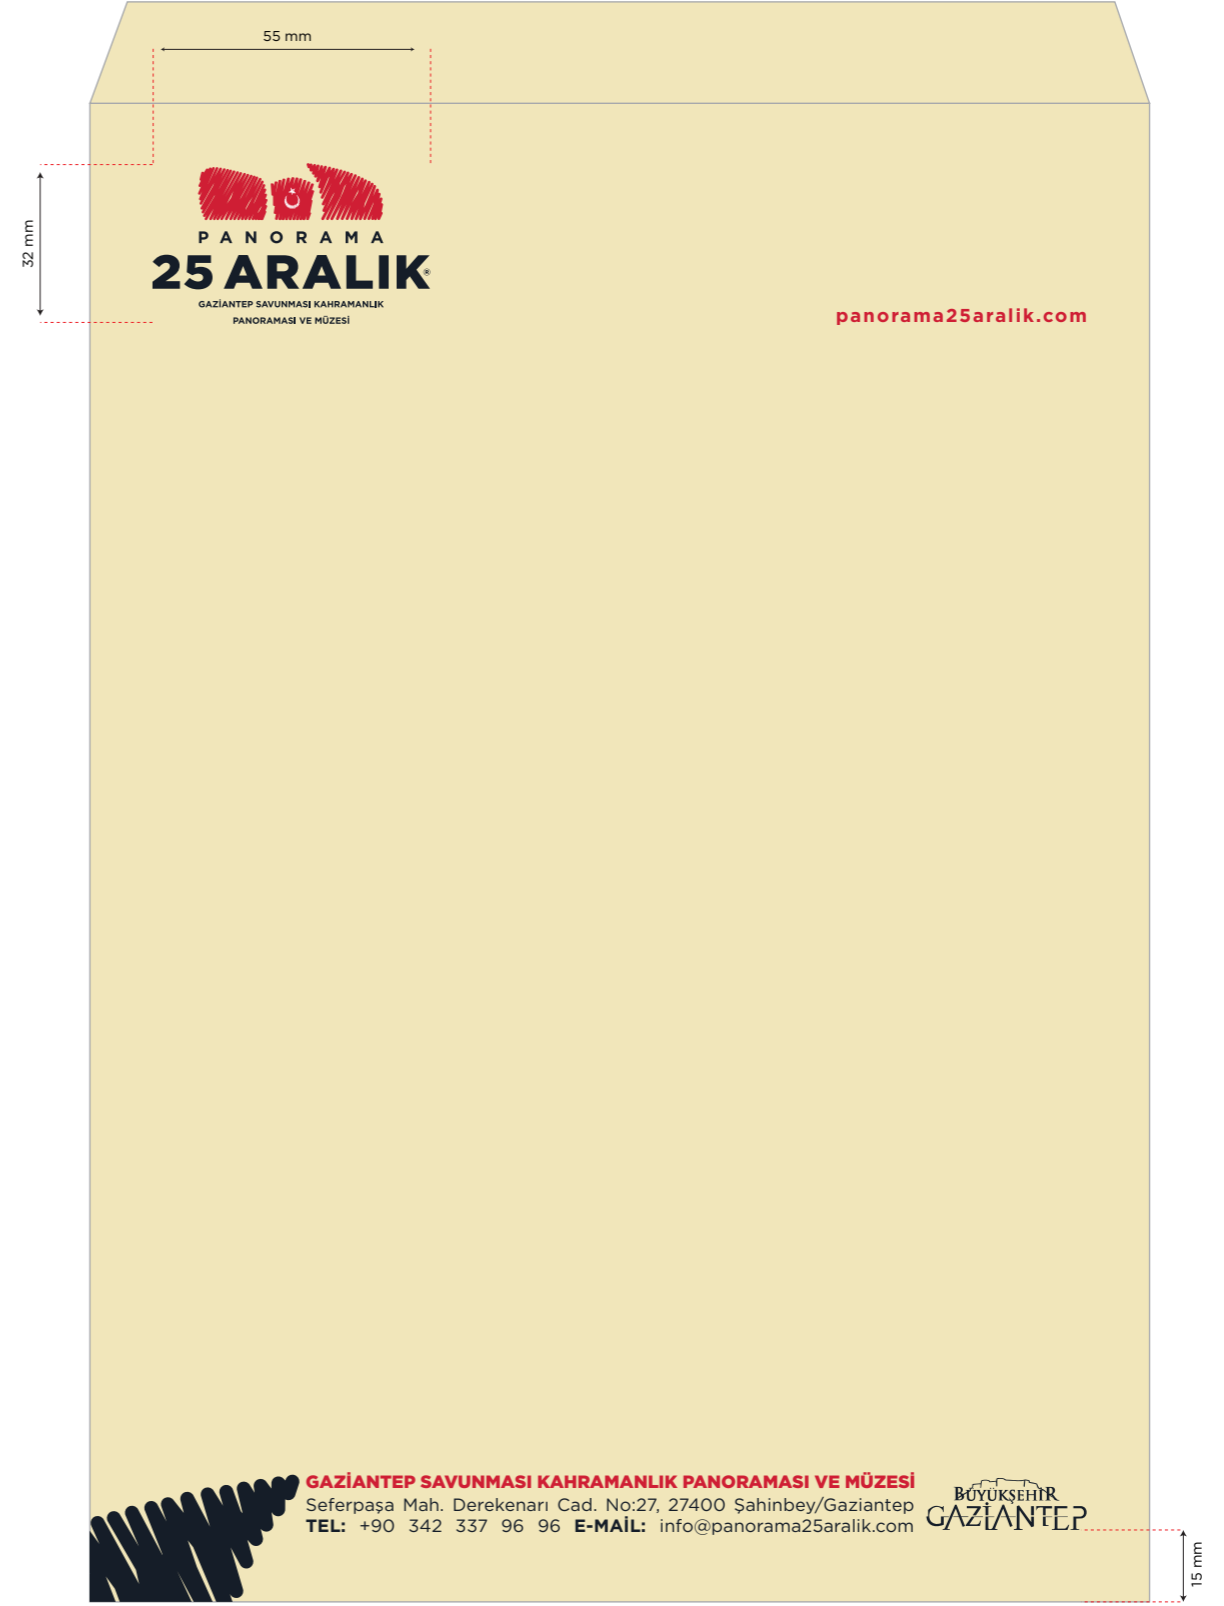 55 mm
32 mm
PANORAMA
25 ARALIK®
GAZİANTEP SAVUNMASI KAHRAMANLIK
PANORAMASI VE MÜZESİ
panorama25aralik.com
GAZİANTEP SAVUNMASI KAHRAMANLIK PANORAMASI VE MÜZESİ
Seferpaşa Mah. Derekenarı Cad. No:27, 27400 Şahinbey/Gaziantep
TEL: +90 342 337 96 96 E-MAİL: info@panorama25aralik.com
BÜYÜKŞEHİR
GAZİANTEP
15 mm